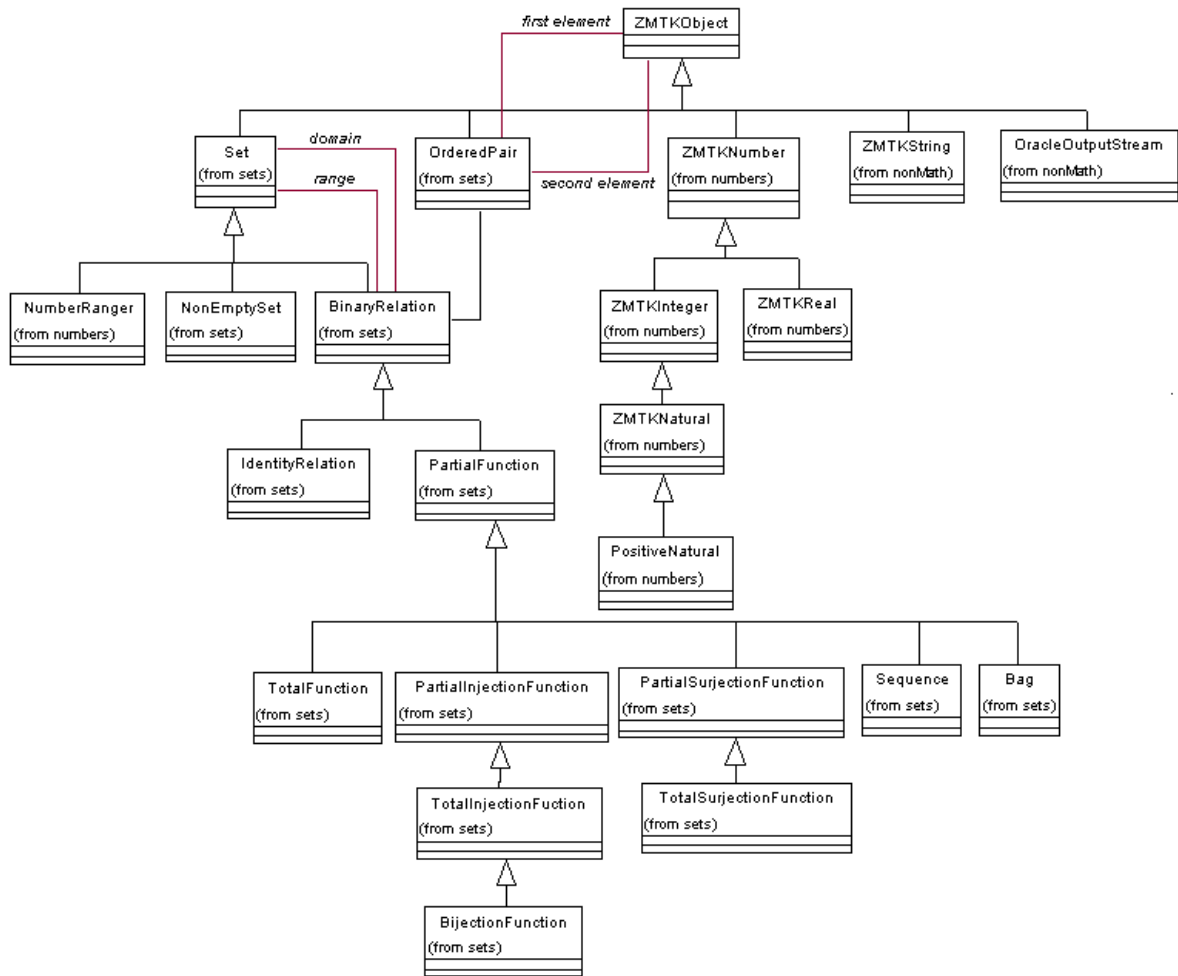 first element
ZMTKObject
Set
(from sets)
domain
range
OrderedPair
(from sets)
second element
ZMTKNumber
(from numbers)
ZMTKString
(from nonMath)
OracleOutputStream
(from nonMath)
NumberRanger
(from numbers)
NonEmptySet
(from sets)
BinaryRelation
(from sets)
ZMTKInteger
(from numbers)
ZMTKReal
(from numbers)
ZMTKNatural
(from numbers)
IdentityRelation
(from sets)
PartialFunction
(from sets)
PositiveNatural
(from numbers)
TotalFunction
(from sets)
PartialInjectionFunction
(from sets)
PartialSurjectionFunction
(from sets)
Sequence
(from sets)
Bag
(from sets)
TotalInjectionFuction
(from sets)
TotalSurjectionFunction
(from sets)
BijectionFunction
(from sets)